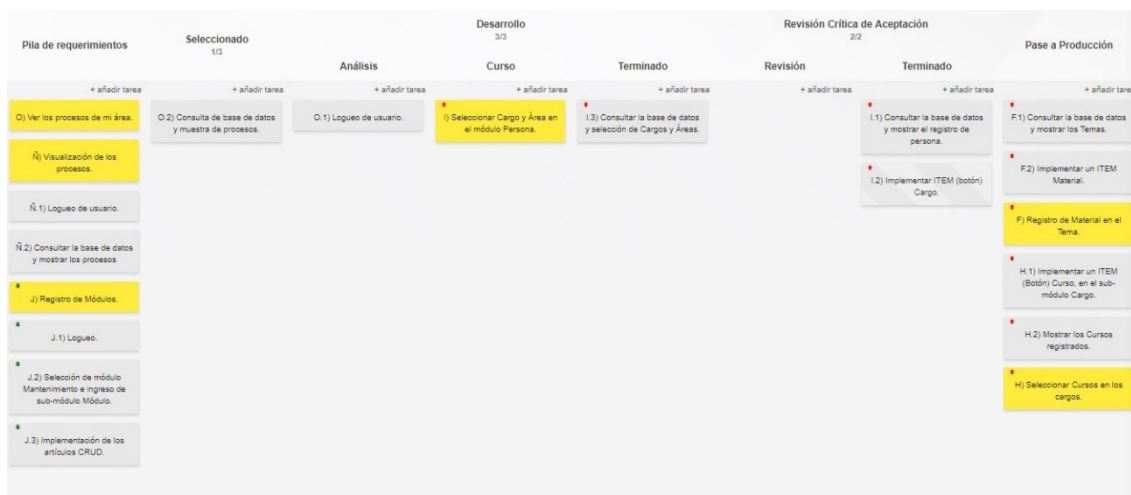 Pila de requerimientos
Seleccionado
1/3
Desarrollo
3/3
Análisis
Curso
Terminado
Revisión Crítica de Aceptación
2/2
Revisión
Terminado
Pase a Producción
+ añadir tarea
+ añadir tarea
+ añadir tarea
+ añadir tarea
+ añadir tarea
+ añadir tarea
+ añadir tarea
+ añadir tare
O) Ver los procesos de mi área.
Ñ) Visualización de los
procesos.
Ñ.1) Logueo de usuario.
Ñ.2) Consultar la base de datos
y mostrar los procesos
J) Registro de Módulos.
J.1) Logueo.
J.2) Selección de módulo
Mantenimiento e ingreso de
sub-módulo Módulo.
J.3) Implementación de los
artículos CRUD.
O.2) Consulta de base de datos
y muestra de procesos.
O.1) Logueo de usuario.
I) Seleccionar Cargo y Área en
el módulo Persona.
I.3) Consultar la base de datos
y selección de Cargos y Áreas.
I.1) Consultar la base de datos
y mostrar el registro de
persona.
I.2) Implementar ITEM (botón)
Cargo.
F.1) Consultar la base de datos
y mostrar los Temas.
F.2) Implementar un ITEM
Material.
F) Registro de Material en el
Tema.
H.1) Implementar un ITEM
(Botón) Curso, en el sub-
módulo Cargo.
H.2) Mostrar los Cursos
registrados.
H) Seleccionar Cursos en los
cargos.